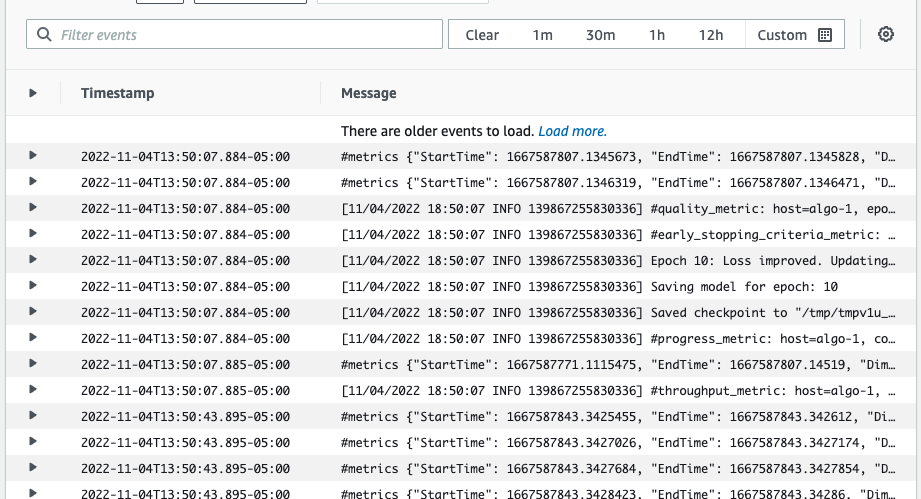 Filter events
Clear 1m 30m 1h 12h Custom
Timestamp Message
There are older events to load. Load more.
2022-11-04T13:50:07.884-05:00 #metrics {"StartTime": 1667587807.1345673, "EndTime": 1667587807.1345828, "D…
2022-11-04T13:50:07.884-05:00 #metrics {"StartTime": 1667587807.1346319, "EndTime": 1667587807.1346471, "D…
2022-11-04T13:50:07.884-05:00 [11/04/2022 18:50:07 INFO 139867255830336] #quality_metric: host=algo-1, epo…
2022-11-04T13:50:07.884-05:00 [11/04/2022 18:50:07 INFO 139867255830336] #early_stopping_criteria_metric: …
2022-11-04T13:50:07.884-05:00 [11/04/2022 18:50:07 INFO 139867255830336] Epoch 10: Loss improved. Updating…
2022-11-04T13:50:07.884-05:00 [11/04/2022 18:50:07 INFO 139867255830336] Saving model for epoch: 10
2022-11-04T13:50:07.884-05:00 [11/04/2022 18:50:07 INFO 139867255830336] Saved checkpoint to "/tmp/tmpv1u_…
2022-11-04T13:50:07.884-05:00 [11/04/2022 18:50:07 INFO 139867255830336] #progress_metric: host=algo-1, co…
2022-11-04T13:50:07.885-05:00 #metrics {"StartTime": 1667587771.1115475, "EndTime": 1667587807.14519, "Dim…
2022-11-04T13:50:07.885-05:00 [11/04/2022 18:50:07 INFO 139867255830336] #throughput_metric: host=algo-1, …
2022-11-04T13:50:43.895-05:00 #metrics {"StartTime": 1667587843.3425455, "EndTime": 1667587843.342612, "Di…
2022-11-04T13:50:43.895-05:00 #metrics {"StartTime": 1667587843.3427026, "EndTime": 1667587843.3427174, "D…
2022-11-04T13:50:43.895-05:00 #metrics {"StartTime": 1667587843.3427684, "EndTime": 1667587843.3427854, "D…
2022-11-04T13:50:43.895-05:00 #metrics {"StartTime": 1667587843.3428423, "EndTime": 1667587843.34286, "Dim…